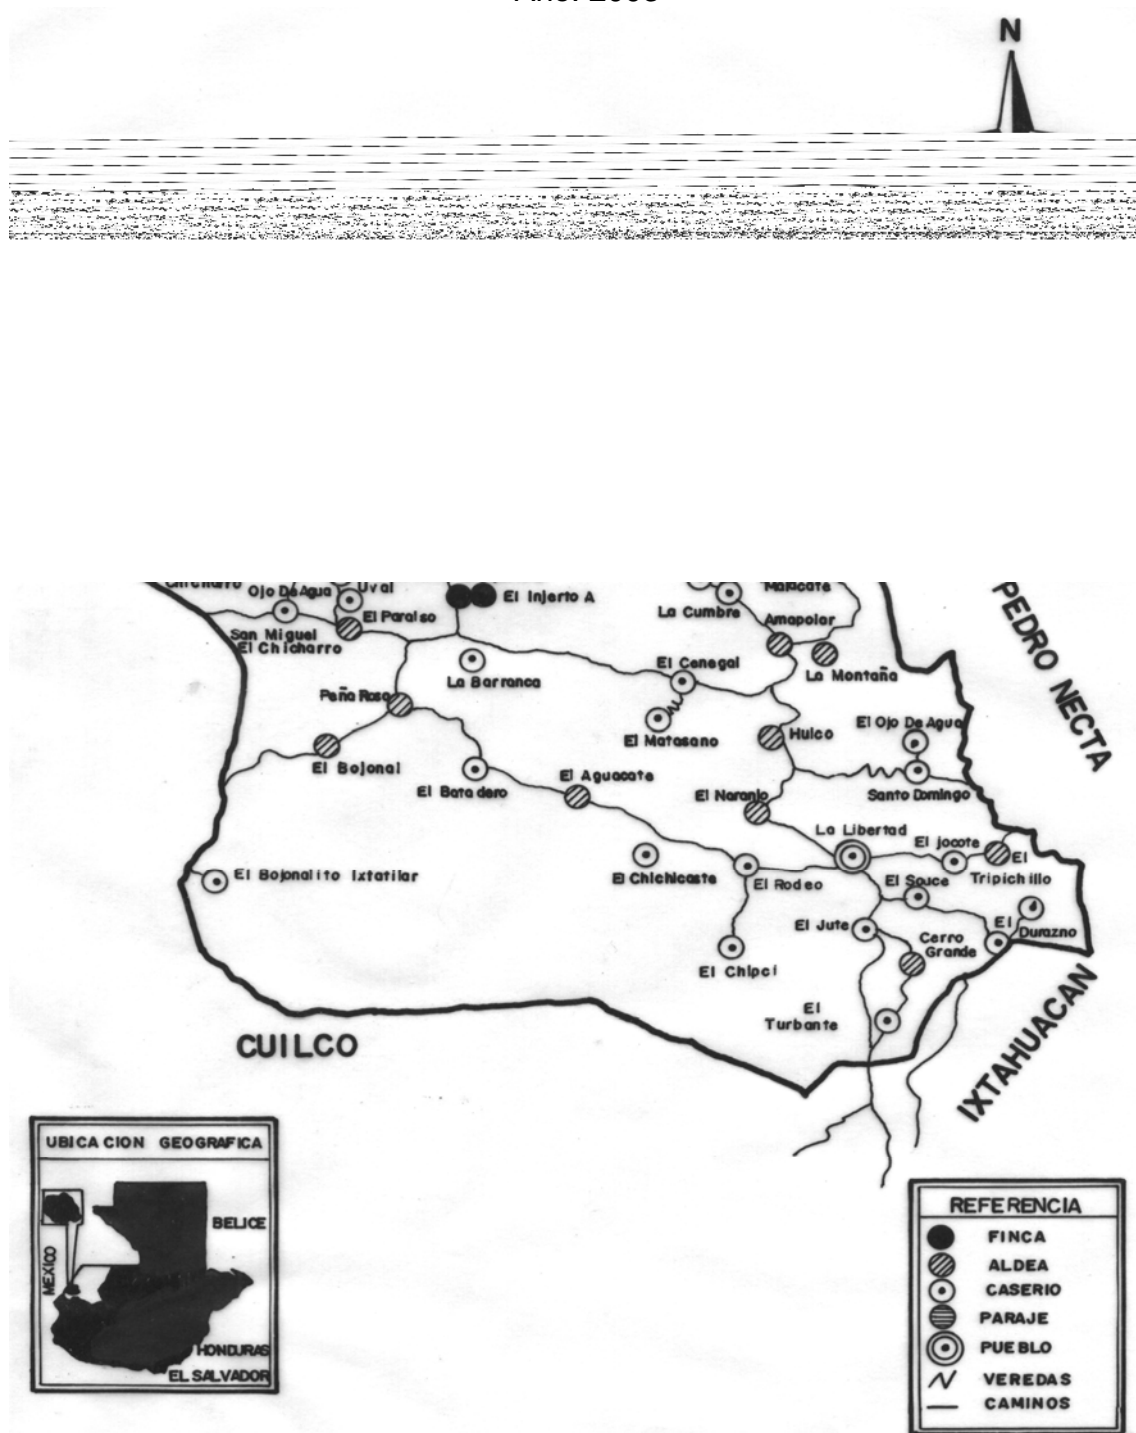 N
Ojo De Agua
Uval
El Injerto A
El Paraiso
San Miguel
El Chicharro
La Cumbre
Malacate
Amapolar
La Montaña
PEDRO NECTA
La Barranca
El Cenegal
Peña Roja
El Matasano
Hulco
El Ojo De Agua
El Bojonal
El Batadero
El Aguacate
El Naranjo
Santo Domingo
La Libertad
El jocote
El
Tripichillo
El Bojonalito Ixtatilar
El Chichicaste
El Rodeo
El Souce
El Jute
Cerro
Grande
El
Durazno
El Chipci
El
Turbante
CUILCO
IXTAHUACAN
UBICACION GEOGRAFICA
BELICE
MEXICO
HONDURAS
EL SALVADOR
REFERENCIA
FINCA
ALDEA
CASERIO
PARAJE
PUEBLO
VEREDAS
CAMINOS